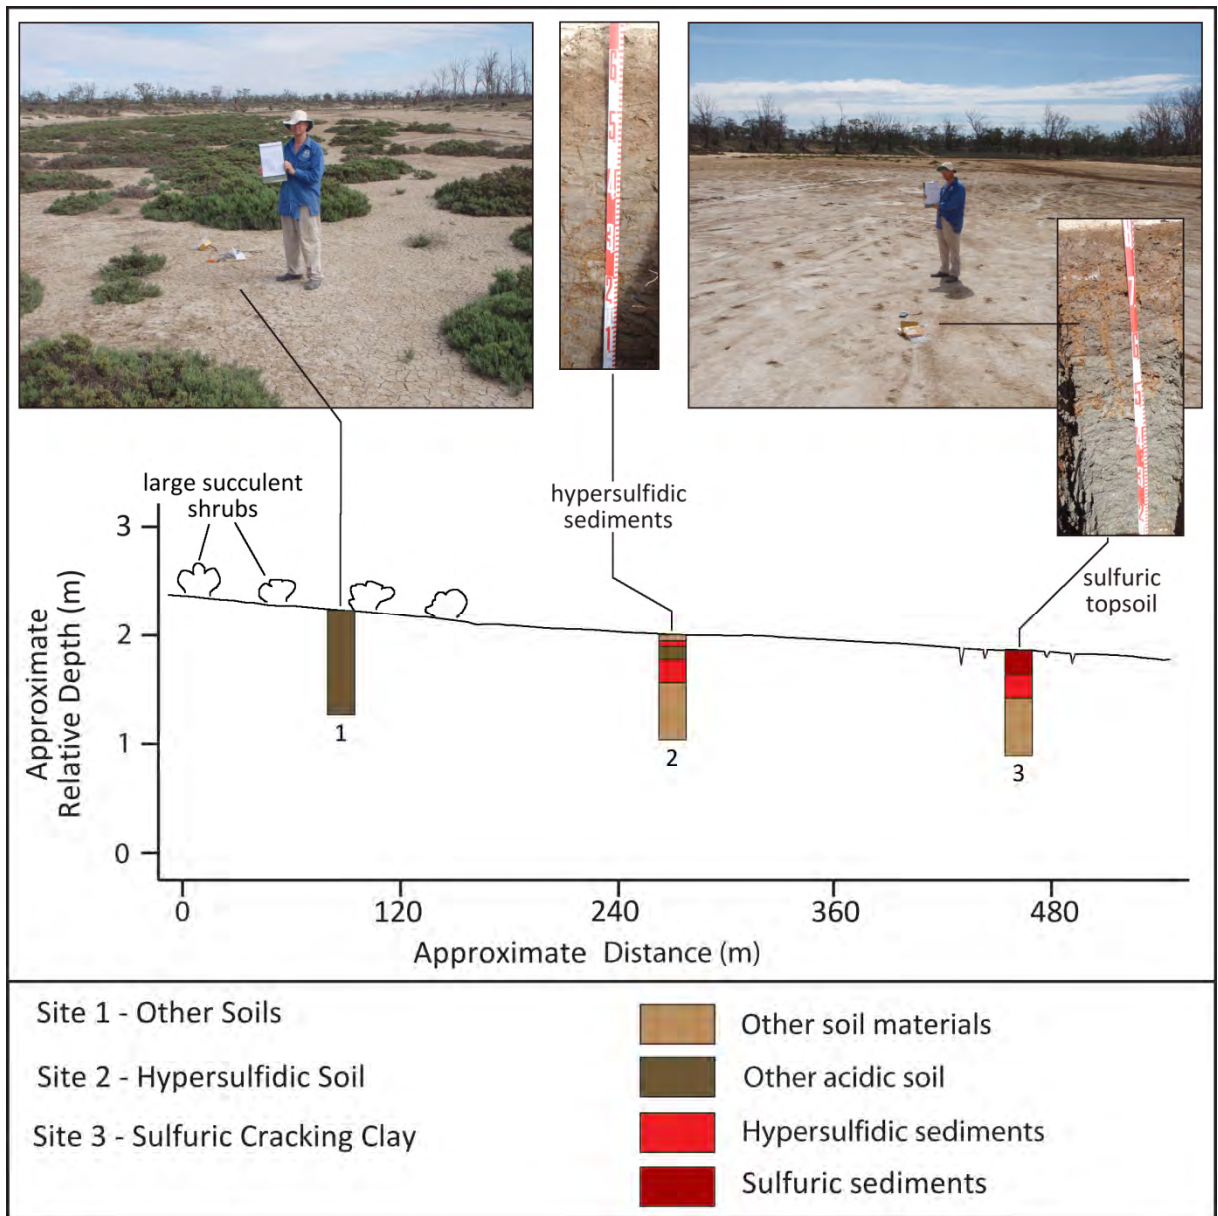 large succulent
shrubs
hypersulfidic
sediments
sulfuric
topsoil
Approximate
Relative Depth (m)
3
2
1
0
1
2
3
0 120 240 360 480
Approximate Distance (m)
Site 1 - Other Soils
Site 2 - Hypersulfidic Soil
Site 3 - Sulfuric Cracking Clay
Other soil materials
Other acidic soil
Hypersulfidic sediments
Sulfuric sediments